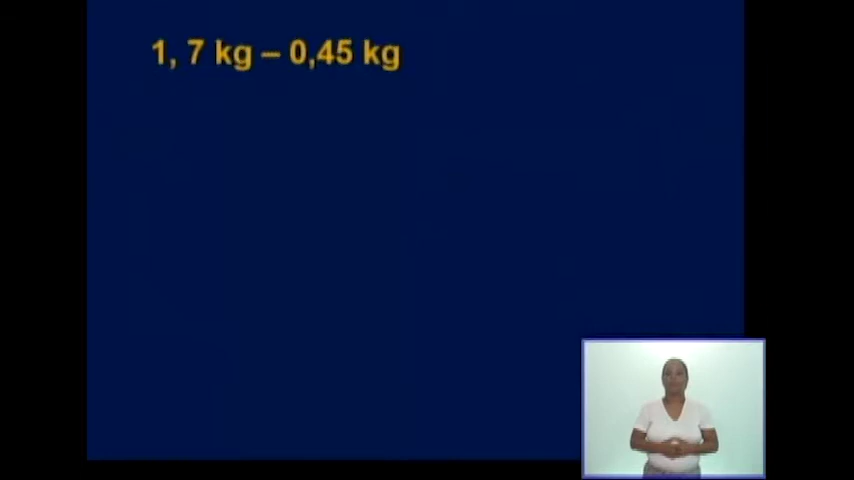 1, 7 kg – 0,45 kg